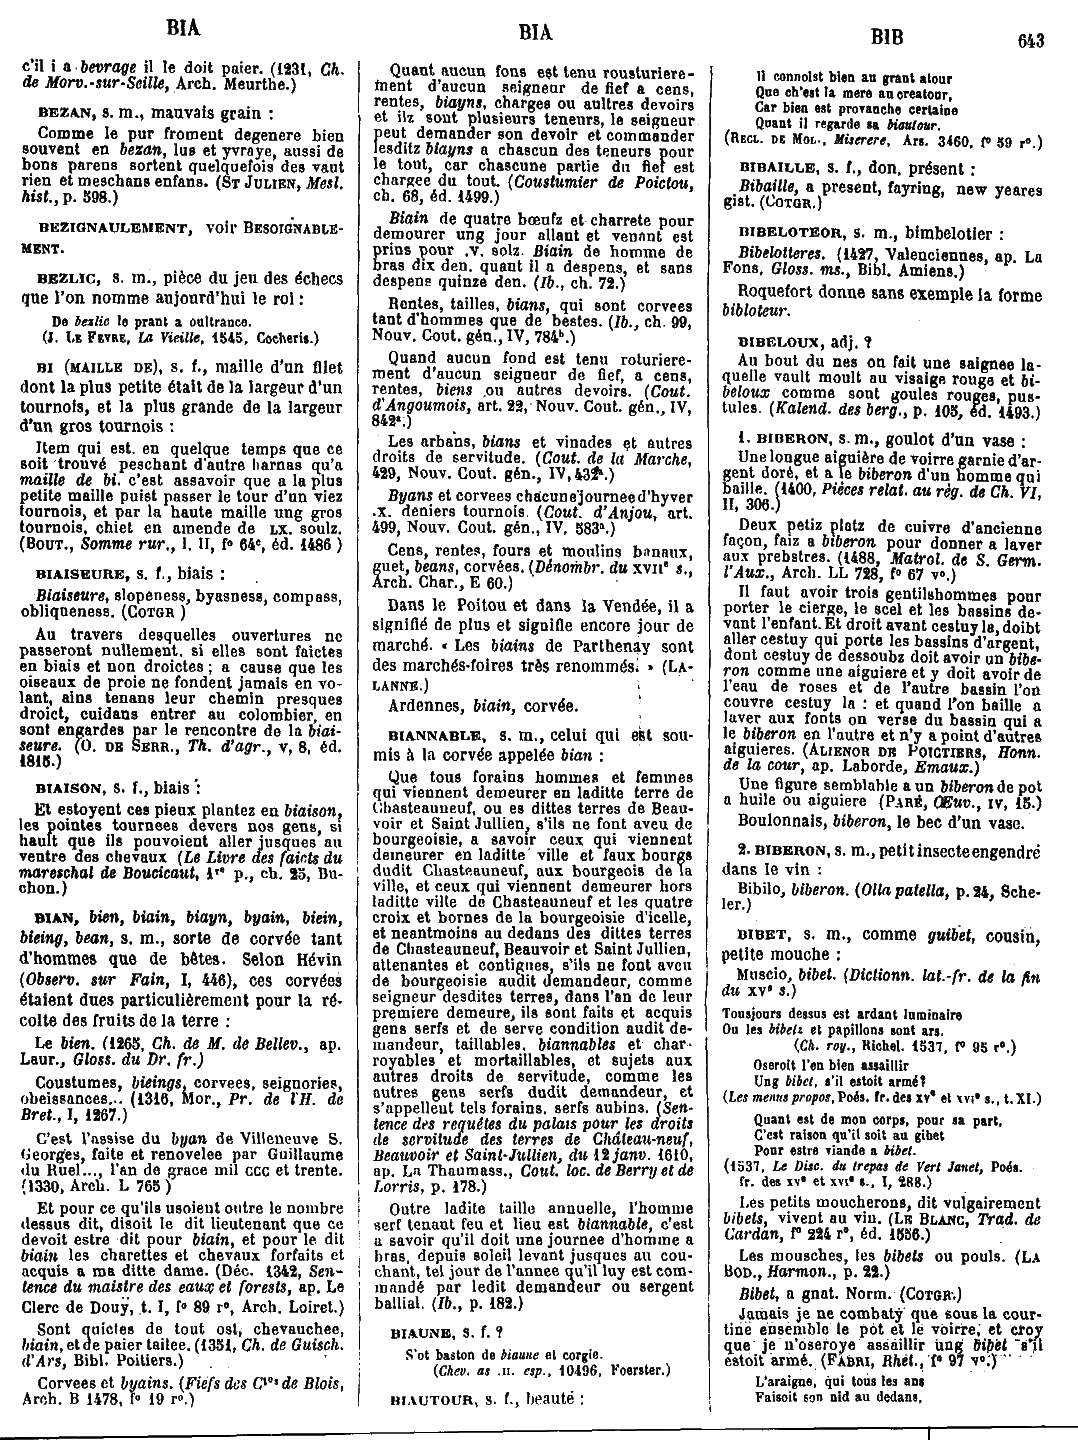 BIA
BIA
BIB
643
c'il i a bevrage il le doit paier. (1231, Ch.
de Morv.-sur-Seille, Arch. Meurthe.)
BEZAN, s. m., mauvais grain :
Comme le pur froment degenere bien
souvent en bezan, lus et yvraye, aussi de
bons parens sortent quelquefois des vaut
rien et meschans enfans. (ST JULIEN, Mesl.
hist., p. 598.)
BEZIGNAULEMENT, voir BESOIGNABLE-
MENT.
BEZLIC, s. m., pièce du jeu des échecs
que l'on nomme aujourd'hui le roi :
De bezlic le prant a oultrance.
(J. LE FEVRE, La Vieille, 1545, Cocheris.)
BI (MAILLE DE), s. f., maille d'un filet
dont la plus petite était de la largeur d'un
tournois, et la plus grande de la largeur
d'un gros tournois :
Item qui est. en quelque temps que ce
soit trouvé peschant d'autre harnas qu'a
maille de bi. c'est assavoir que a la plus
petite maille puist passer le tour d'un viez
tournois, et par la haute maille ung gros
tournois, chiet en amende de LX. soulz.
(BOUT., Somme rur., l. II, f° 64c, éd. 1486 )
BIAISEURE, s. f., biais :
Biaiseure, slopeness, byasness, compass,
obliqueness. (COTGR )
Au travers desquelles ouvertures ne
passeront nullement. si elles sont faictes
en biais et non droictes ; a cause que les
oiseaux de proie ne fondent jamais en vo-
lant, ains tenans leur chemin presques
droict, cuidans entrer au colombier, en
sont engardes par le rencontre de la biai-
seure. (O. DE SERR., Th. d'agr., v, 8, éd.
1815.)
BIAISON, s. f., biais :
Et estoyent ces pieux plantez en biaison,
les pointes tournees devers nos gens, si
hault que ils pouvoient aller jusques au
ventre des chevaux (Le Livre des faicts du
mareschal de Boucicaut, 1re p., ch. 25, Bu-
chon.)
BIAN, bien, biain, biayn, byain, biein,
bieing, bean, s. m., sorte de corvée tant
d'hommes que de bêtes. Selon Hévin
(Observ. sur Fain, I, 446), ces corvées
étaient dues particulièrement pour la ré-
colte des fruits de la terre :
Le bien. (1265, Ch. de M. de Bellev., ap.
Laur., Gloss. du Dr. fr.)
Coustumes, bieings, corvees, seignories,
obeissances... (1316, Mor., Pr. de l'H. de
Bret., I, 1267.)
C'est l'assise du byan de Villeneuve S.
Georges, faite et renovelee par Guillaume
du Ruel..., l'an de grace mil CCC et trente.
(1330, Arch. L 765 )
Et pour ce qu'ils usoient outre le nombre
dessus dit, disoit le dit lieutenant que ce
devoit estre dit pour biain, et pour le dit
biain les charettes et chevaux forfaits et
acquis a ma ditte dame. (Déc. 1342, Sen-
tence du maistre des eaux et forests, ap. Le
Clerc de Douÿ, t. I, f° 89 r°, Arch. Loiret.)
Sont quictes de tout ost, chevauchee,
biain, et de paier tailee. (1351, Ch. de Guisch.
d'Ars, Bibl. Poitiers.)
Corvees et byains. (Fiefs des Ctes de Blois,
Arch. B 1478, f° 19 r°.)
Quant aucun fons est tenu rousturiere-
ment d'aucun seigneur de fief a cens,
rentes, biayns, charges ou aultres devoirs
et ilz sont plusieurs teneurs, le seigneur
peut demander son devoir et commander
lesditz biayns a chascun des teneurs pour
le tout, car chascune partie du fief est
chargee du tout. (Coustumier de Poictou,
ch. 68, éd. 1499.)
Biain de quatre bœufz et charrete pour
demourer ung jour allant et venant est
prins pour .v. solz. Biain de homme de
bras dix den. quant il a despens, et sans
despens quinze den. (Ib., ch. 72.)
Rentes, tailles, bians, qui sont corvees
tant d'hommes que de bestes. (Ib., ch. 99,
Nouv. Cout. gén., IV, 784b.)
Quand aucun fond est tenu roturiere-
ment d'aucun seigneur de fief, a cens,
rentes, biens ou autres devoirs. (Cout.
d'Angoumois, art. 22, Nouv. Cout. gén., IV,
842a.)
Les arbans, bians et vinades et autres
droits de servitude. (Cout. de la Marche,
429, Nouv. Cout. gén., IV, 432b.)
Byans et corvees chacune journee d'hyver
.x. deniers tournois. (Cout. d'Anjou, art.
499, Nouv. Cout. gén., IV, 583a.)
Cens, rentes, fours et moulins banaux,
guet, beans, corvées. (Dénombr. du XVIIe s.,
Arch. Char., E 60.)
Dans le Poitou et dans la Vendée, il a
signifié de plus et signifie encore jour de
marché. « Les biains de Parthenay sont
des marchés-foires très renommés. » (LA-
LANNE.)
Ardennes, biain, corvée.
BIANNABLE, s. m., celui qui est sou-
mis à la corvée appelée bian :
Que tous forains hommes et femmes
qui viennent demeurer en laditte terre de
Chasteauneuf, ou es dittes terres de Beau-
voir et Saint Jullien, s'ils ne font aveu de
bourgeoisie, a savoir ceux qui viennent
demeurer en laditte ville et faux bourgs
dudit Chasteauneuf, aux bourgeois de la
ville, et ceux qui viennent demeurer hors
laditte ville de Chasteauneuf et les quatre
croix et bornes de la bourgeoisie d'icelle,
et neantmoins au dedans des dittes terres
de Chasteauneuf, Beauvoir et Saint Jullien,
attenantes et contigues, s'ils ne font aveu
de bourgeoisie audit demandeur, comme
seigneur desdites terres, dans l'an de leur
premiere demeure, ils sont faits et acquis
gens serfs et de serve condition audit de-
mandeur, taillables, biannables et char-
royables et mortaillables, et sujets aux
autres droits de servitude, comme les
autres gens serfs dudit demandeur, et
s'appellent tels forains, serfs aubins. (Sen-
tence des requêtes du palais pour les droits
de servitude des terres de Château-neuf,
Beauvoir et Saint-Jullien, du 12 janv. 1610,
ap. La Thaumass., Cout. loc. de Berry et de
Lorris, p. 178.)
Outre ladite taille annuelle, l'homme
serf tenant feu et lieu est biannable, c'est
a savoir qu'il doit une journee d'homme a
bras, depuis soleil levant jusques au cou-
chant, tel jour de l'annee qu'il luy est com-
mandé par ledit demandeur ou sergent
ballial. (Ib., p. 182.)
BIAUNE, s. f. ?
S'ot baston de biaune et corgie.
(Chev. as .II. esp., 10496, Foerster.)
BIAUTOUR, s. f., beauté :
Il connoist bien au grant atour
Que ch'est la mere au creatour,
Car bien est provanche certaine
Quant il regarde sa biautour.
(RECL. DE MOL., Miserere, Ars. 3460, f° 59 r°.)
BIBAILLE, s. f., don, présent :
Bibaille, a present, fayring, new yeares
gist. (COTGR.)
BIBELOTEOR, s. m., bimbelotier :
Bibelotteres. (1427, Valenciennes, ap. La
Fons, Gloss. ms., Bibl. Amiens.)
Roquefort donne sans exemple la forme
bibloteur.
BIBELOUX, adj. ?
Au bout du nes on fait une saignee la-
quelle vault moult au visaige rouge et bi-
beloux comme sont goules rouges, pus-
tules. (Kalend. des berg., p. 105, éd. 1493.)
1. BIBERON, s. m., goulot d'un vase :
Une longue aiguière de voirre garnie d'ar-
gent doré, et a le biberon d'un homme qui
baille. (1400, Pièces relat. au règ. de Ch. VI,
II, 306.)
Deux petiz platz de cuivre d'ancienne
façon, faiz a biberon pour donner a laver
aux prebstres. (1488, Matrol. de S. Germ.
l'Aux., Arch. LL 728, f° 67 v°.)
Il faut avoir trois gentilshommes pour
porter le cierge, le scel et les bassins de-
vant l'enfant. Et droit avant cestuy la, doibt
aller cestuy qui porte les bassins d'argent,
dont cestuy de dessoubz doit avoir un bibe-
ron comme une aiguiere et y doit avoir de
l'eau de roses et de l'autre bassin l'on
couvre cestuy la : et quand l'on baille a
laver aux fonts on verse du bassin qui a
le biberon en l'autre et n'y a point d'autres
aiguieres. (ALIENOR DE POICTIERS, Honn.
de la cour, ap. Laborde, Emaux.)
Une figure semblable a un biberon de pot
a huile ou aiguiere (PARÉ, Œuv., IV, 15.)
Boulonnais, biberon, le bec d'un vase.
2. BIBERON, s. m., petit insecte engendré
dans le vin :
Bibilo, biberon. (Olla patella, p. 24, Sche-
ler.)
BIBET, s. m., comme guibet, cousin,
petite mouche :
Muscio, bibet. (Dictionn. lat.-fr. de la fin
du XVe s.)
Tousjours dessus est ardant luminaire
Ou les bibetz et papillons sont ars.
(Ch. roy., Richel. 1537, f° 95 r°.)
Oseroit l'en bien assaillir
Ung bibet, s'il estoit armé?
(Les menus propos, Poés. fr. des XVe et XVIe s., t. XI.)
Quant est de mon corps, pour sa part,
C'est raison qu'il soit au gibet
Pour estre viande a bibet.
(1537, Le Disc. du trepas de Vert Janet, Poés.
fr. des XVe et XVIe s., I, 288.)
Les petits moucherons, dit vulgairement
bibets, vivent au vin. (LE BLANC, Trad. de
Cardan, f° 224 r°, éd. 1556.)
Les mousches, les bibets ou pouls. (LA
BOD., Harmon., p. 22.)
Bibet, a gnat. Norm. (COTGR.)
Jamais je ne combaty que sous la cour-
tine ensemble le pot et le voirre, et croy
que je n'oseroye assaillir ung bibet s'il
estoit armé. (FABRI, Rhet., f° 97 v°.)
L'araigne, qui tous les ans
Faisoit son nid au dedans,